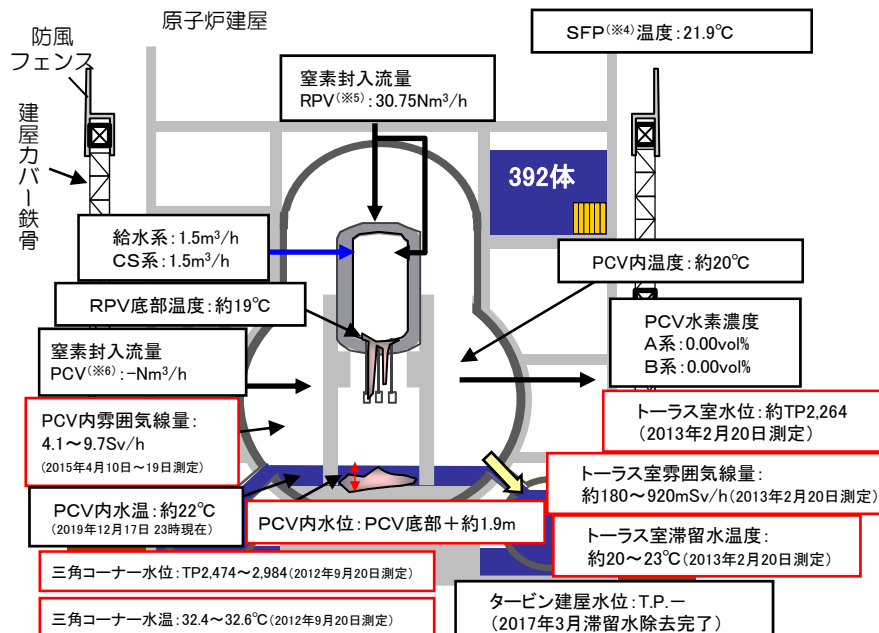 原子炉建屋
SFP(※4)温度:21.9℃
防風
フェンス
窒素封入流量
RPV(※5):30.75Nm³/h
建屋カバー鉄骨
392体
給水系:1.5m³/h
CS系:1.5m³/h
PCV内温度:約20℃
RPV底部温度:約19℃
PCV水素濃度
A系:0.00vol%
B系:0.00vol%
窒素封入流量
PCV(※6):-Nm³/h
トーラス室水位:約TP2,264
(2013年2月20日測定)
PCV内雰囲気線量:
4.1~9.7Sv/h
(2015年4月10日~19日測定)
トーラス室雰囲気線量:
約180~920mSv/h(2013年2月20日測定)
PCV内水温:約22℃
(2019年12月17日 23時現在)
PCV内水位:PCV底部+約1.9m
トーラス室滞留水温度:
約20~23℃(2013年2月20日測定)
三角コーナー水位:TP2,474~2,984(2012年9月20日測定)
三角コーナー水温:32.4~32.6℃(2012年9月20日測定)
タービン建屋水位:T.P.-
(2017年3月滞留水除去完了)